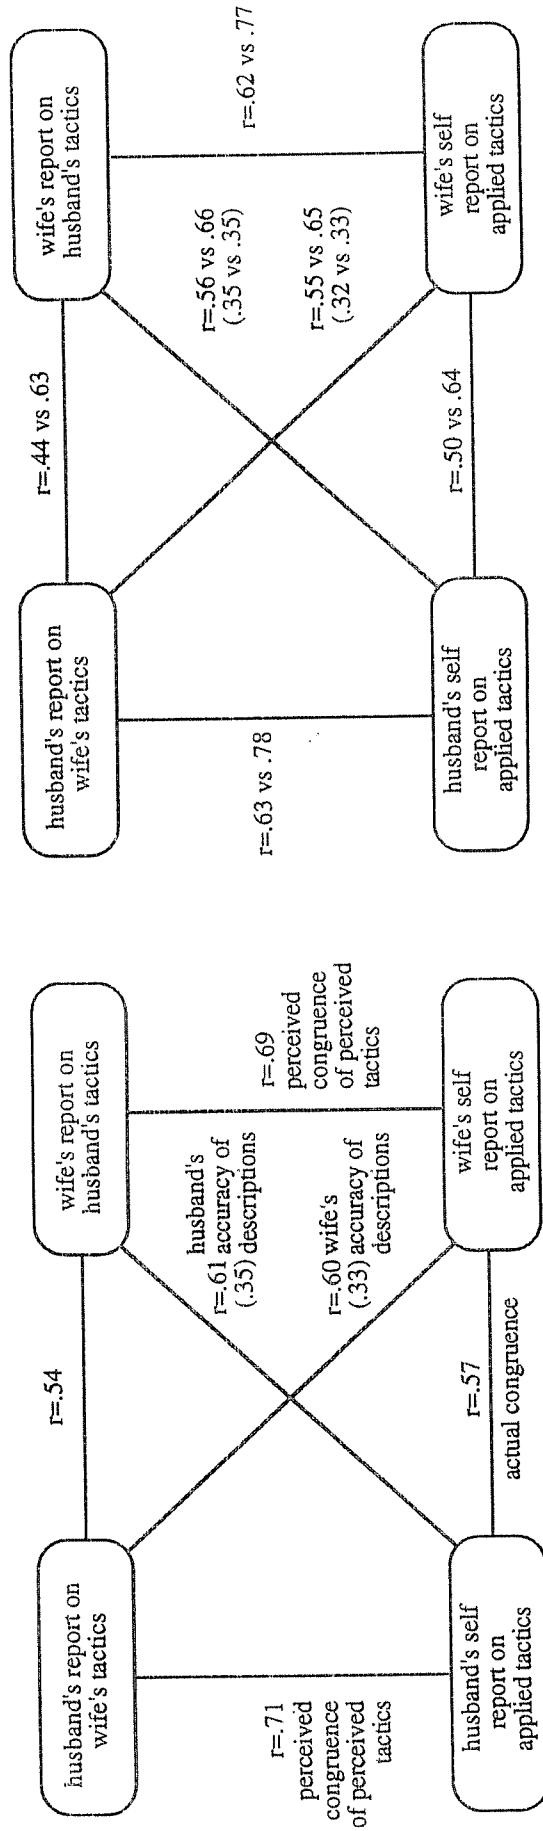 husband's report on
wife's tactics
r=.54
wife's report on
husband's tactics
r=.71
perceived
congruence
of perceived
tactics
husband's
r=.61 accuracy of
(.35) descriptions
r=.60 wife's
(.33) accuracy of
descriptions
r=.69
perceived
congruence
of perceived
tactics
husband's self
report on
applied tactics
r=.57
actual congruence
wife's self
report on
applied tactics
husband's report on
wife's tactics
r=.44 vs .63
wife's report on
husband's tactics
r=.63 vs .78
r=.56 vs .66
(.35 vs .35)
r=.55 vs .65
(.32 vs .33)
r=.62 vs .77
husband's self
report on
applied tactics
r=.50 vs .64
wife's self
report on
applied tactics